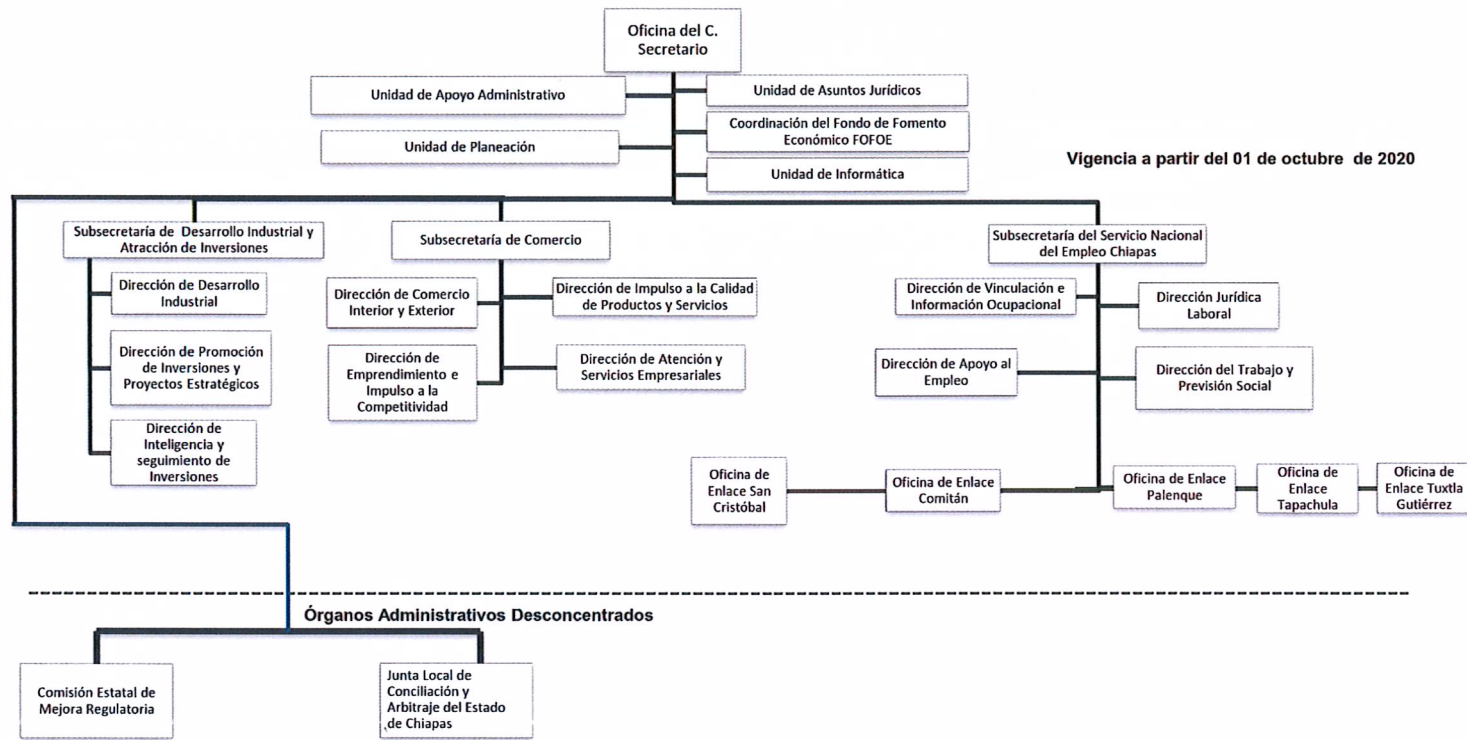 Oficina del C.
Secretario
Unidad de Apoyo Administrativo
Unidad de Asuntos Jurídicos
Coordinación del Fondo de Fomento
Económico FOFOE
Unidad de Planeación
Unidad de Informática
Vigencia a partir del 01 de octubre de 2020
Subsecretaría de Desarrollo Industrial y
Atracción de Inversiones
Subsecretaría de Comercio
Subsecretaría del Servicio Nacional
del Empleo Chiapas
Dirección de Desarrollo
Industrial
Dirección de Promoción
de Inversiones y
Proyectos Estratégicos
Dirección de
Inteligencia y
seguimiento de
Inversiones
Dirección de Comercio
Interior y Exterior
Dirección de Impulso a la Calidad
de Productos y Servicios
Dirección de
Emprendimiento e
Impulso a la
Competitividad
Dirección de Atención y
Servicios Empresariales
Dirección de Vinculación e
Información Ocupacional
Dirección Jurídica
Laboral
Dirección de Apoyo al
Empleo
Dirección del Trabajo y
Previsión Social
Oficina de
Enlace San
Cristóbal
Oficina de Enlace
Comitán
Oficina de Enlace
Palenque
Oficina de
Enlace
Tapachula
Oficina de
Enlace Tuxtla
Gutiérrez
Órganos Administrativos Desconcentrados
Comisión Estatal de
Mejora Regulatoria
Junta Local de
Conciliación y
Arbitraje del Estado
de Chiapas